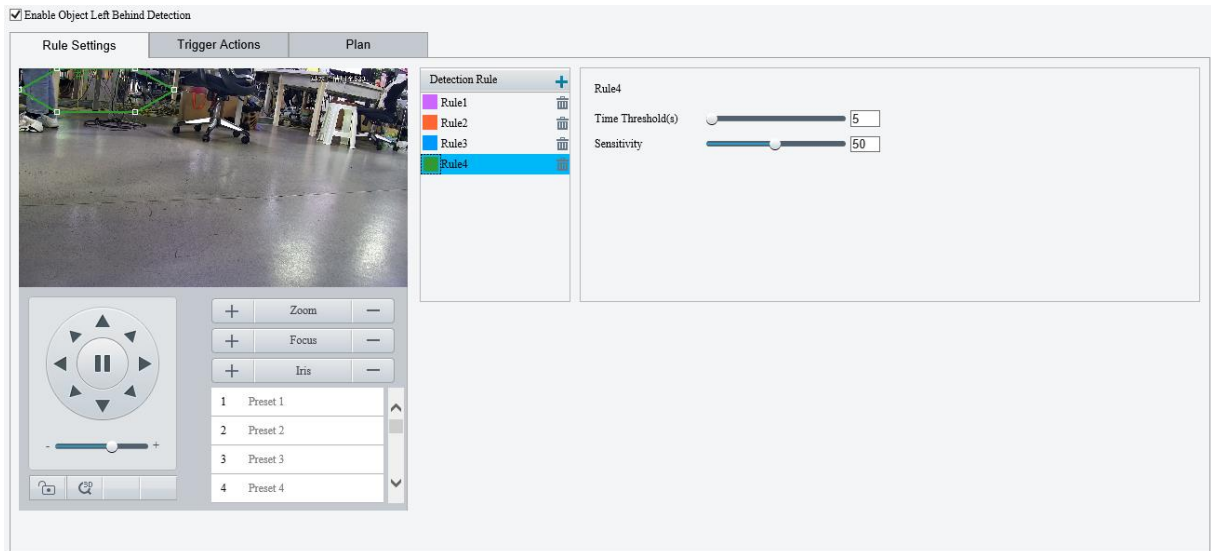 Enable Object Left Behind Detection
Rule Settings
Trigger Actions
Plan
Detection Rule
Rule1
Rule2
Rule3
Rule4
Rule4
Time Threshold(s)
5
Sensitivity
50
+ Zoom −
+ Focus −
+ Iris −
- +
1 Preset 1
2 Preset 2
3 Preset 3
4 Preset 4
3D